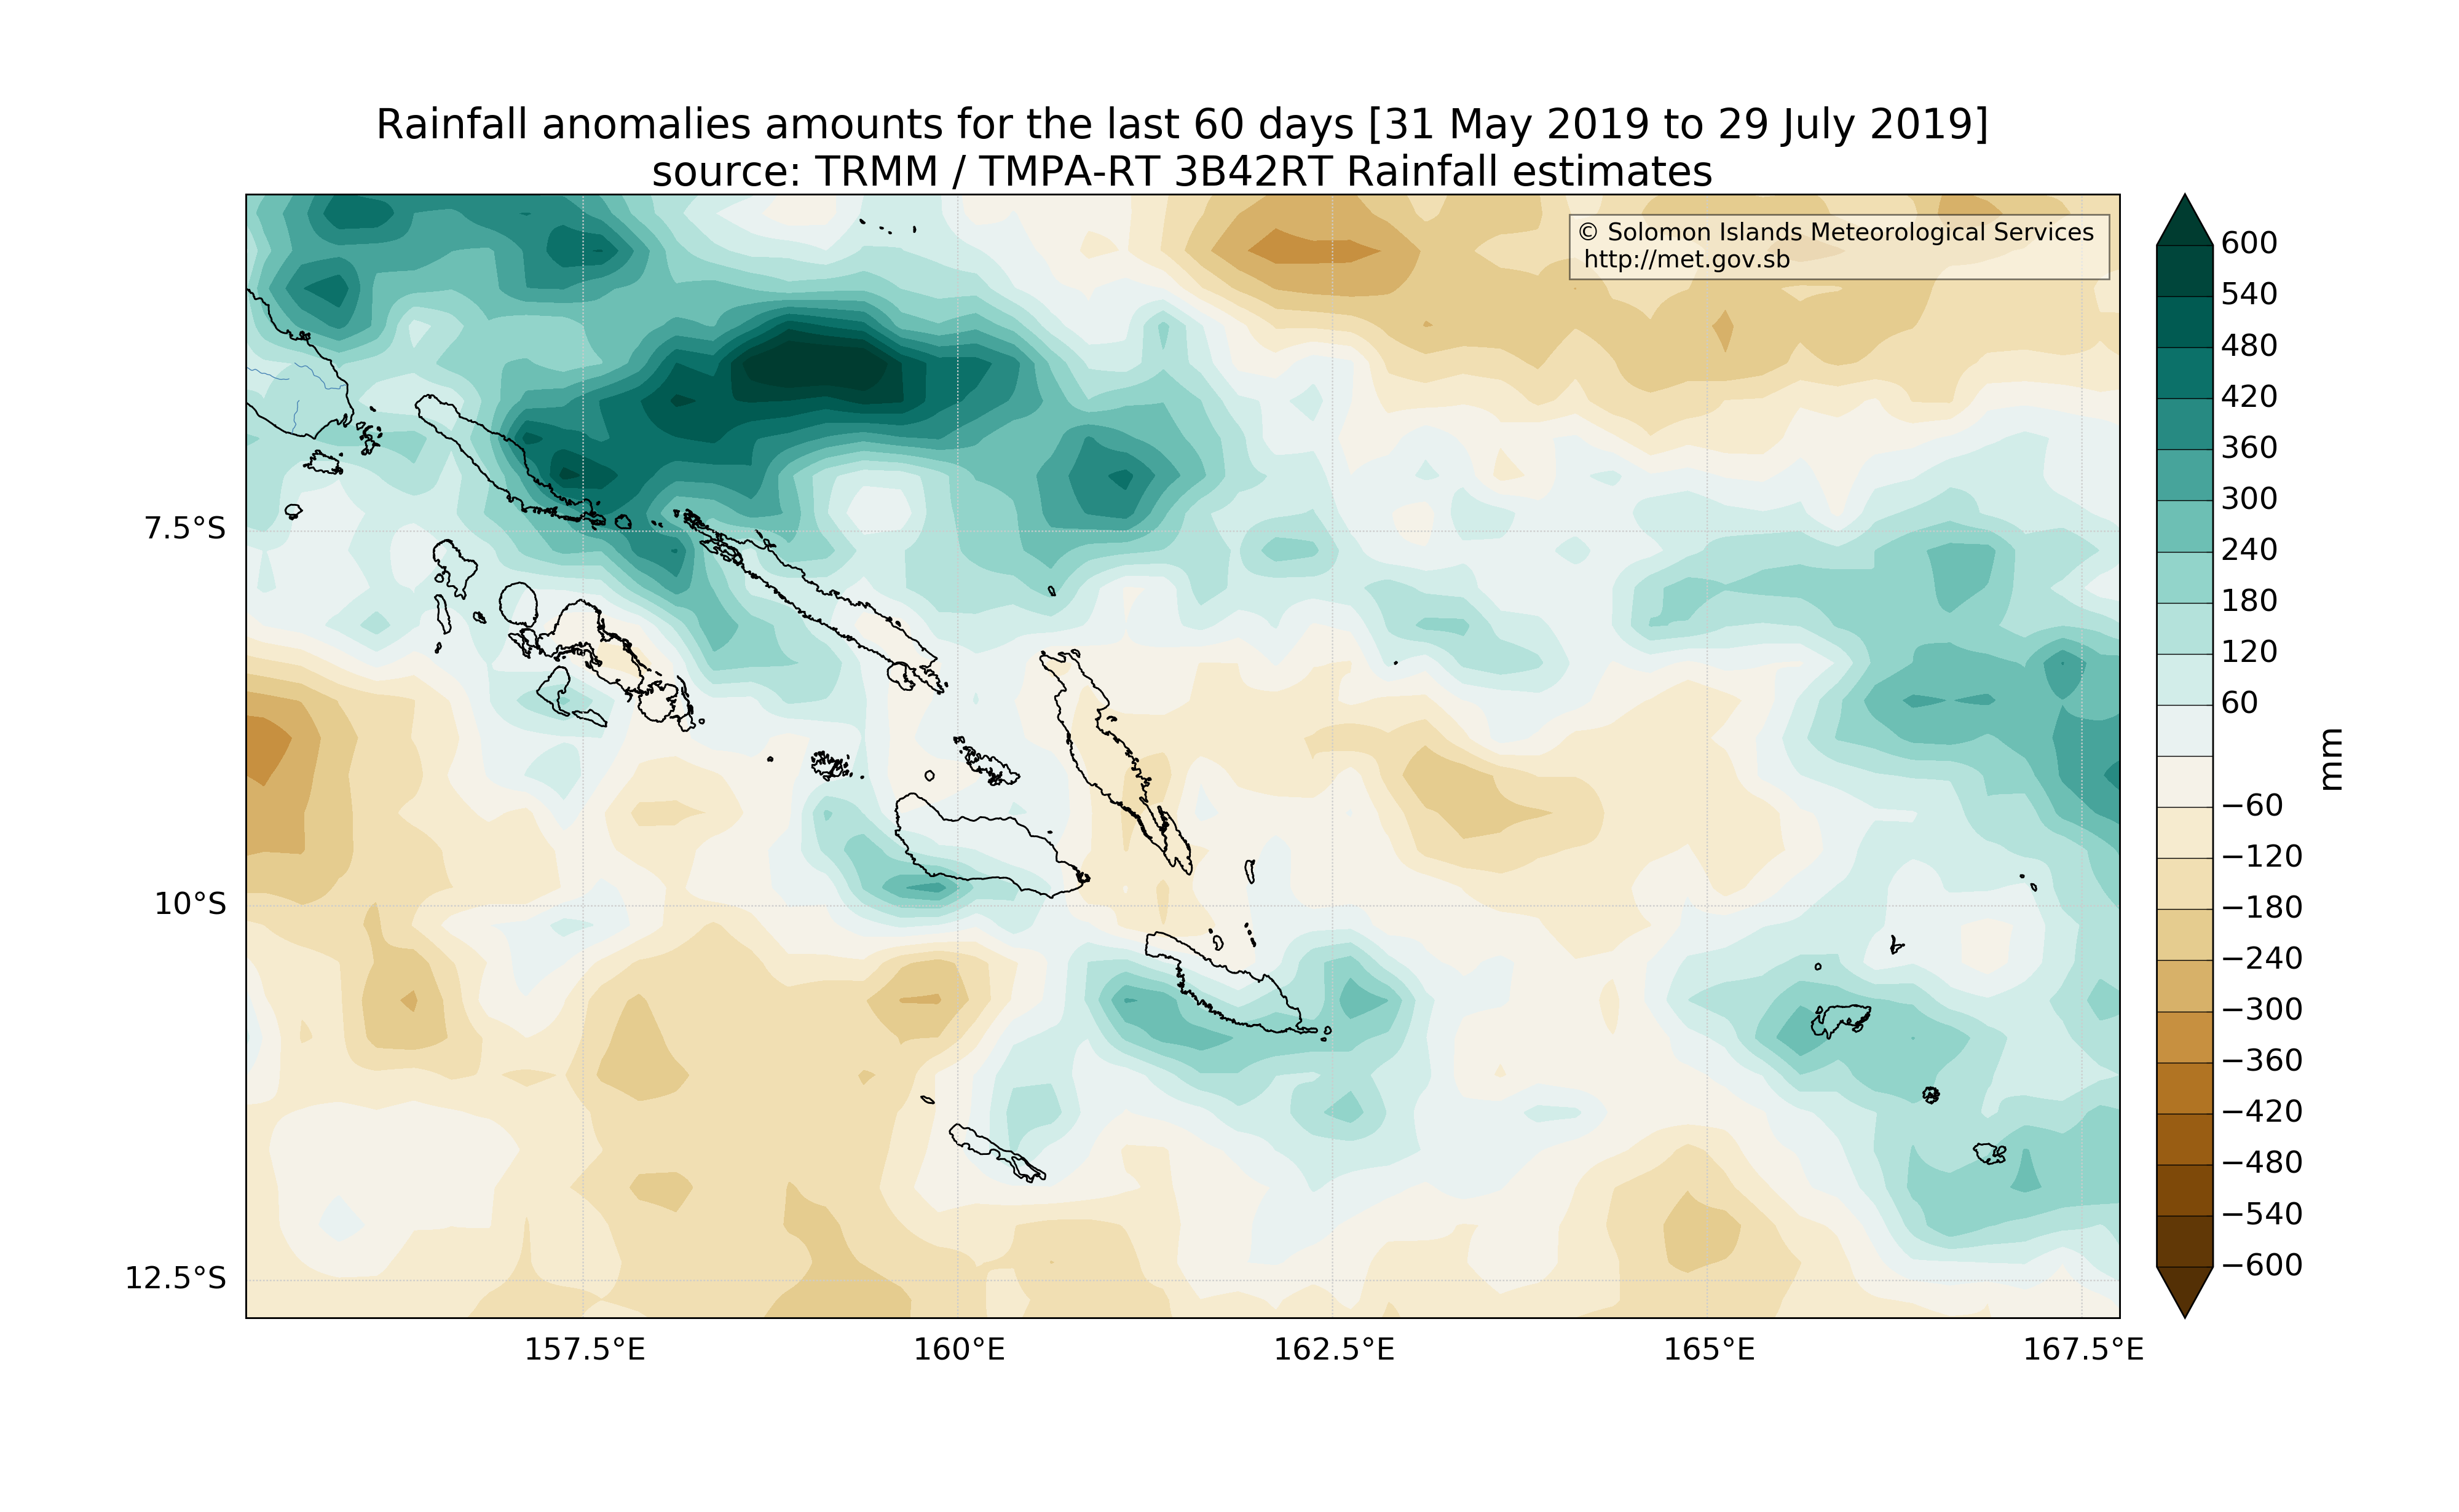 Rainfall anomalies amounts for the last 60 days [31 May 2019 to 29 July 2019]
source: TRMM / TMPA-RT 3B42RT Rainfall estimates
© Solomon Islands Meteorological Services
http://met.gov.sb
7.5°S
10°S
12.5°S
157.5°E
160°E
162.5°E
165°E
167.5°E
600
540
480
420
360
300
240
180
120
60
−60
−120
−180
−240
−300
−360
−420
−480
−540
−600
mm